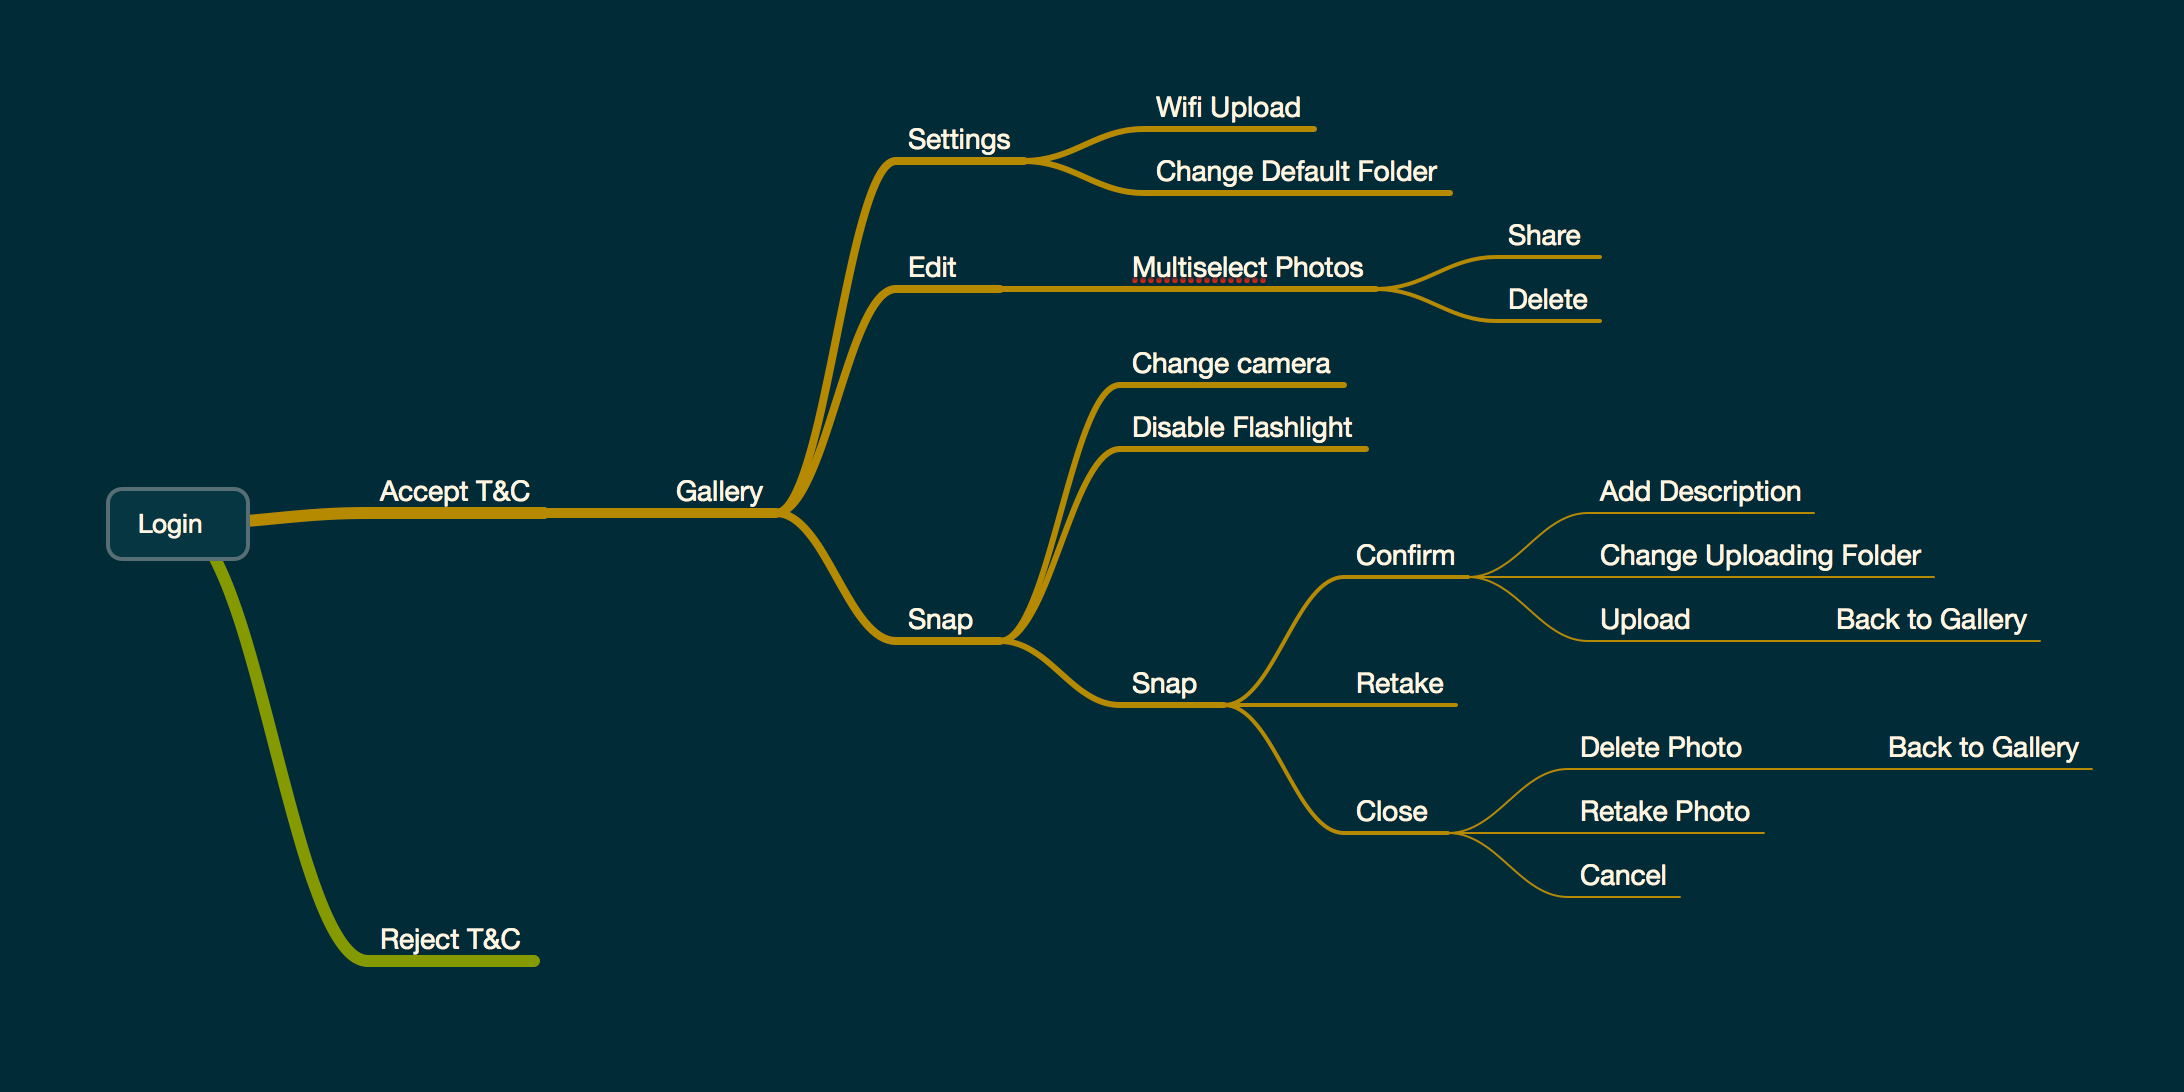 Wifi Upload
Settings
Change Default Folder
Share
Edit
Multiselect Photos
Delete
Change camera
Disable Flashlight
Login
Accept T&C
Gallery
Add Description
Confirm
Change Uploading Folder
Snap
Upload
Back to Gallery
Snap
Retake
Delete Photo
Back to Gallery
Close
Retake Photo
Cancel
Reject T&C